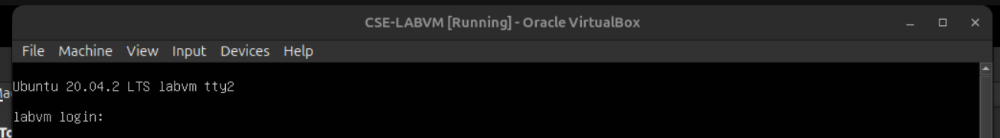 CSE-LABVM [Running] - Oracle VirtualBox
File Machine View Input Devices Help
Ubuntu 20.04.2 LTS labvm tty2
labvm login: